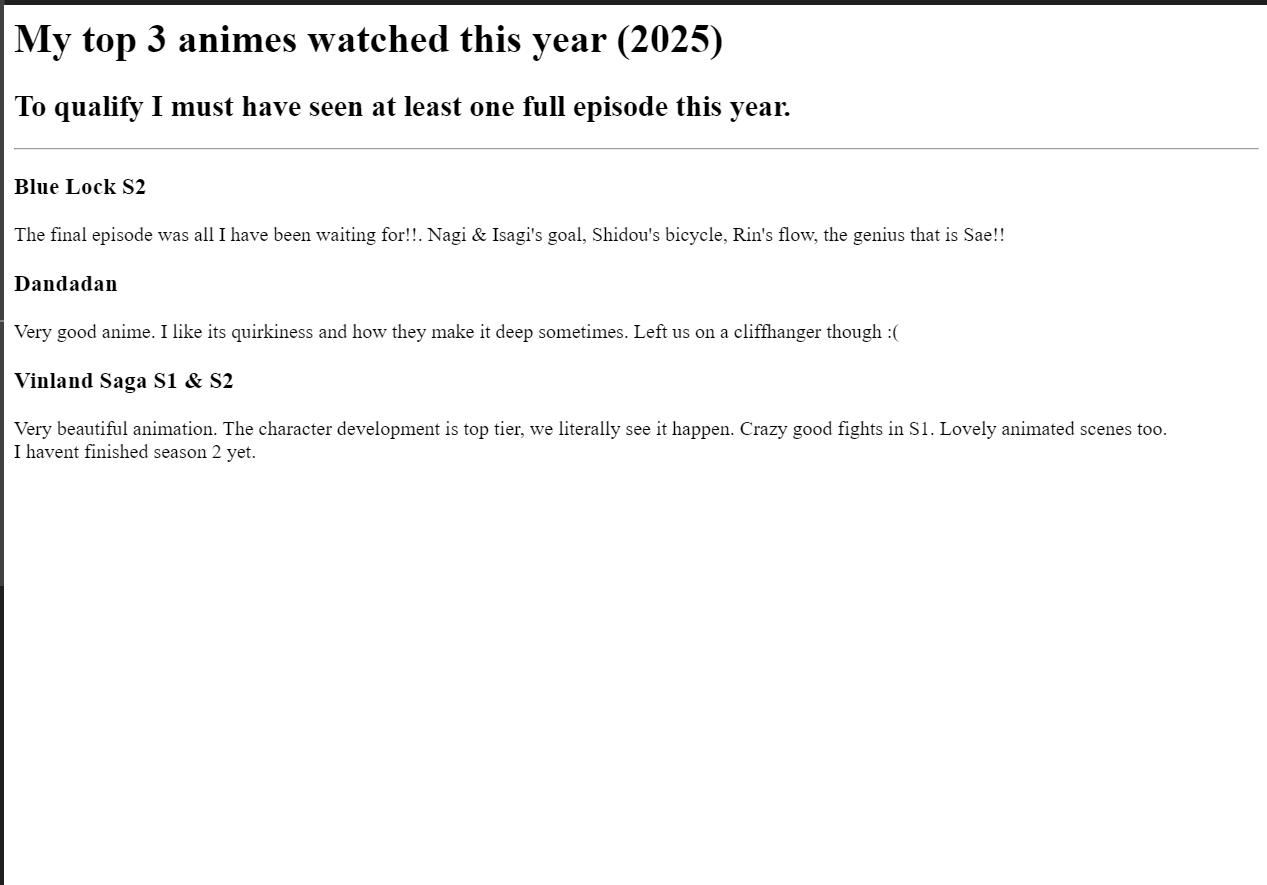 My top 3 animes watched this year (2025)
To qualify I must have seen at least one full episode this year.
Blue Lock S2
The final episode was all I have been waiting for!!. Nagi & Isagi's goal, Shidou's bicycle, Rin's flow, the genius that is Sae!!
Dandadan
Very good anime. I like its quirkiness and how they make it deep sometimes. Left us on a cliffhanger though :(
Vinland Saga S1 & S2
Very beautiful animation. The character development is top tier, we literally see it happen. Crazy good fights in S1. Lovely animated scenes too.
I havent finished season 2 yet.